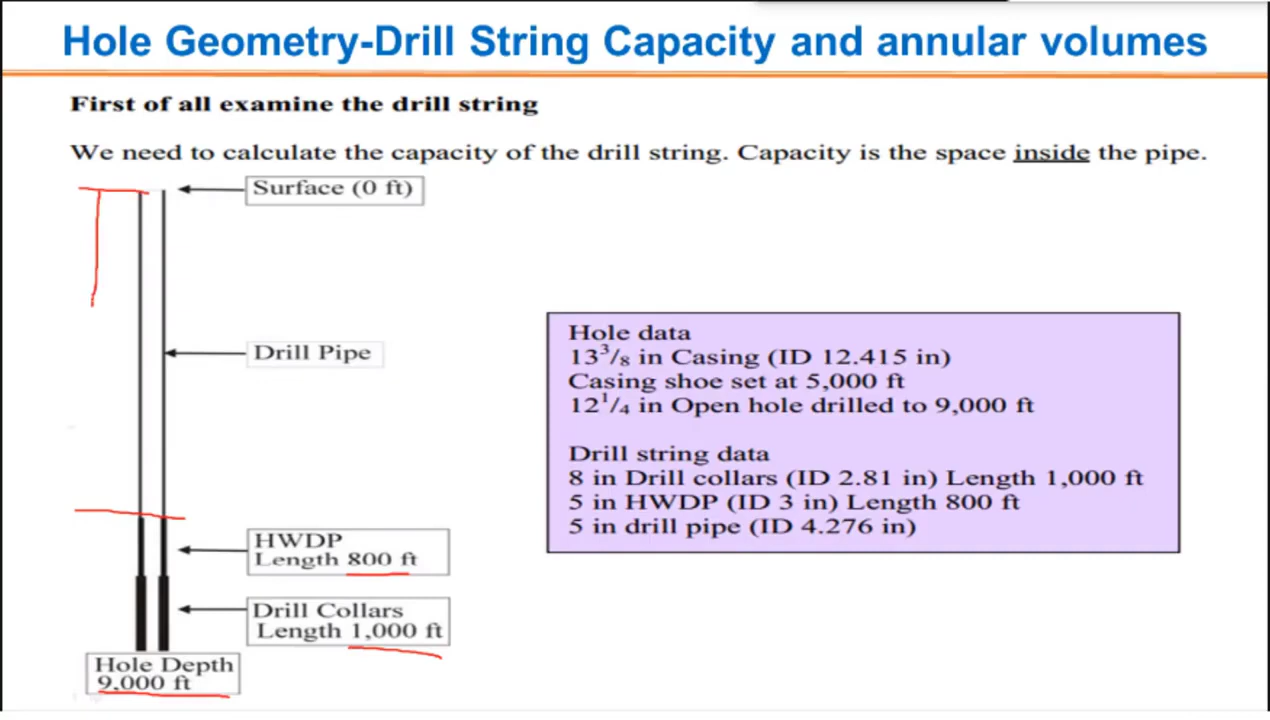 Hole Geometry-Drill String Capacity and annular volumes
First of all examine the drill string
We need to calculate the capacity of the drill string. Capacity is the space inside the pipe.
Surface (0 ft)
Drill Pipe
HWDP
Length 800 ft
Drill Collars
Length 1,000 ft
Hole Depth
9,000 ft
Hole data
13³/₈ in Casing (ID 12.415 in)
Casing shoe set at 5,000 ft
12¹/₄ in Open hole drilled to 9,000 ft
Drill string data
8 in Drill collars (ID 2.81 in) Length 1,000 ft
5 in HWDP (ID 3 in) Length 800 ft
5 in drill pipe (ID 4.276 in)